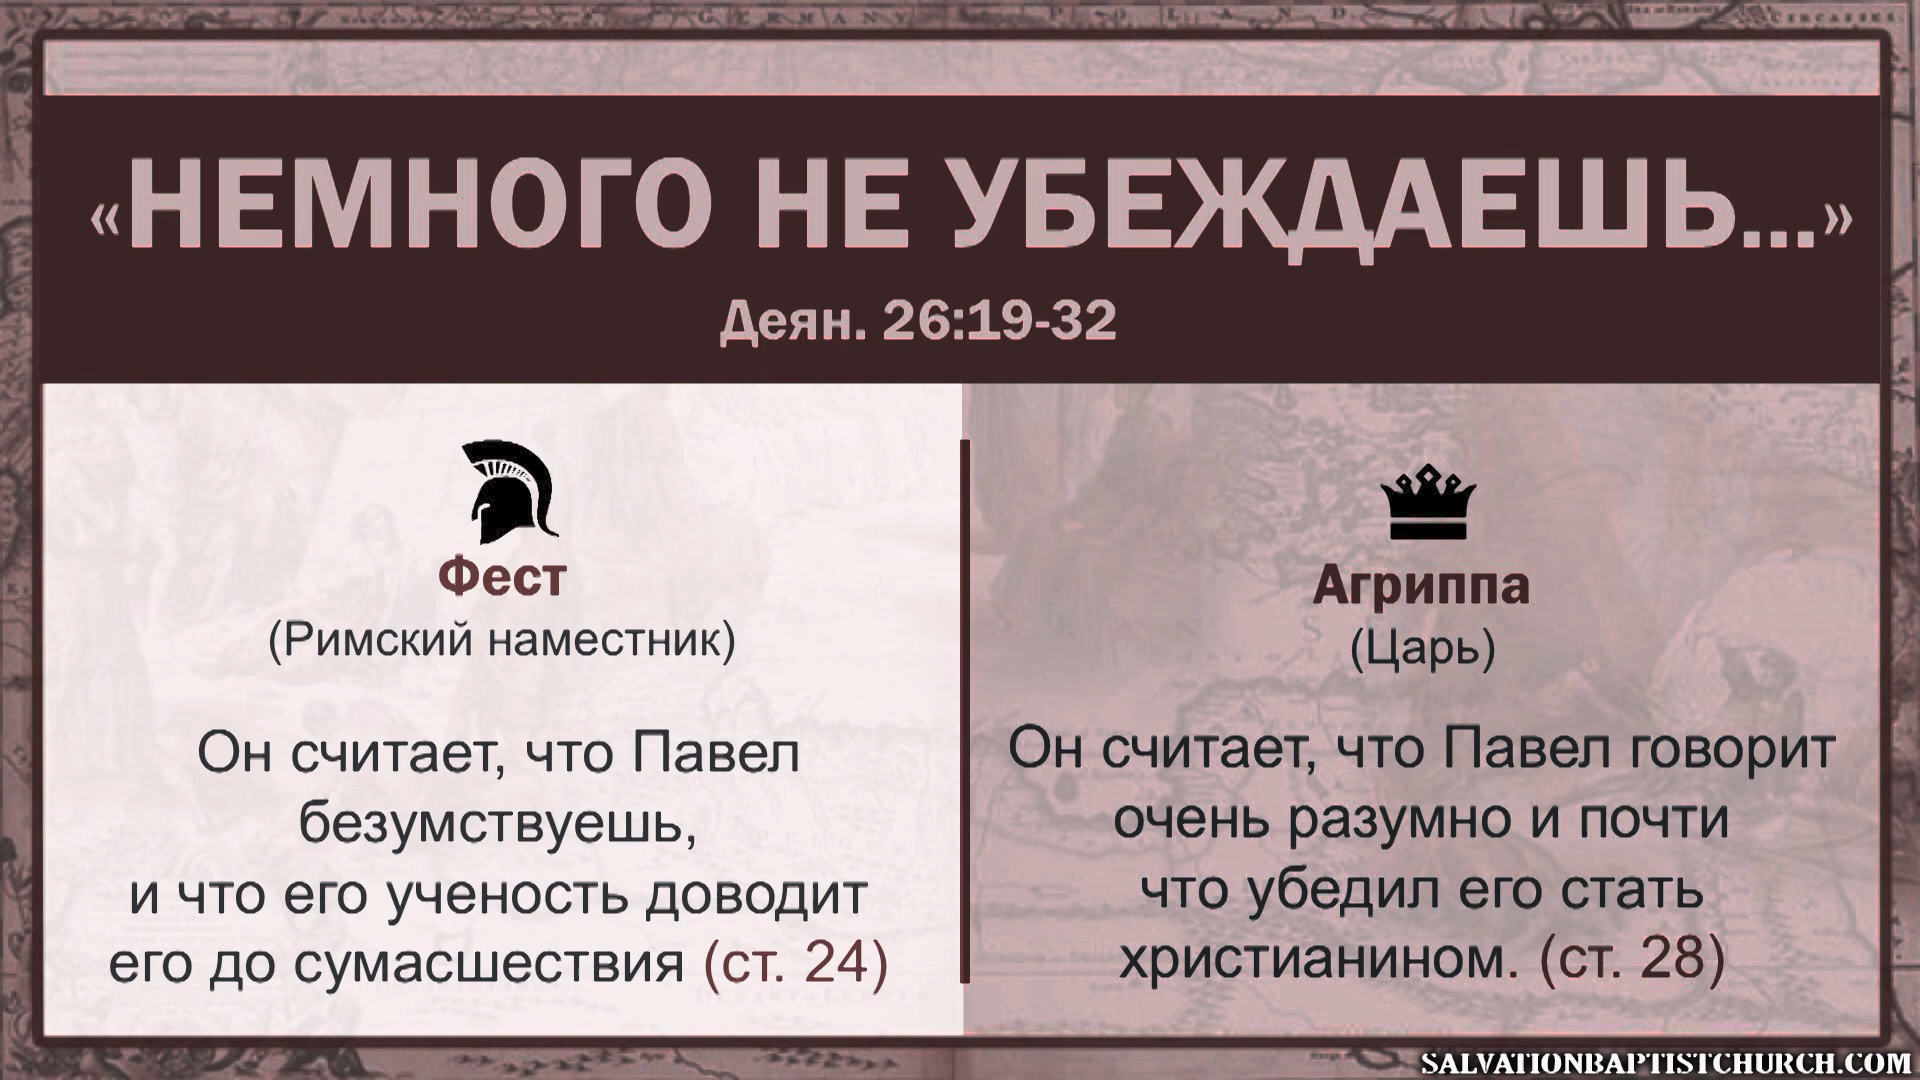 «НЕМНОГО НЕ УБЕЖДАЕШЬ...»
Деян. 26:19-32
Фест
(Римский наместник)
Он считает, что Павел
безумствуешь,
и что его ученость доводит
его до сумасшествия (ст. 24)
Агриппа
(Царь)
Он считает, что Павел говорит
очень разумно и почти
что убедил его стать
христианином. (ст. 28)
SALVATIONBAPTISTCHURCH.COM